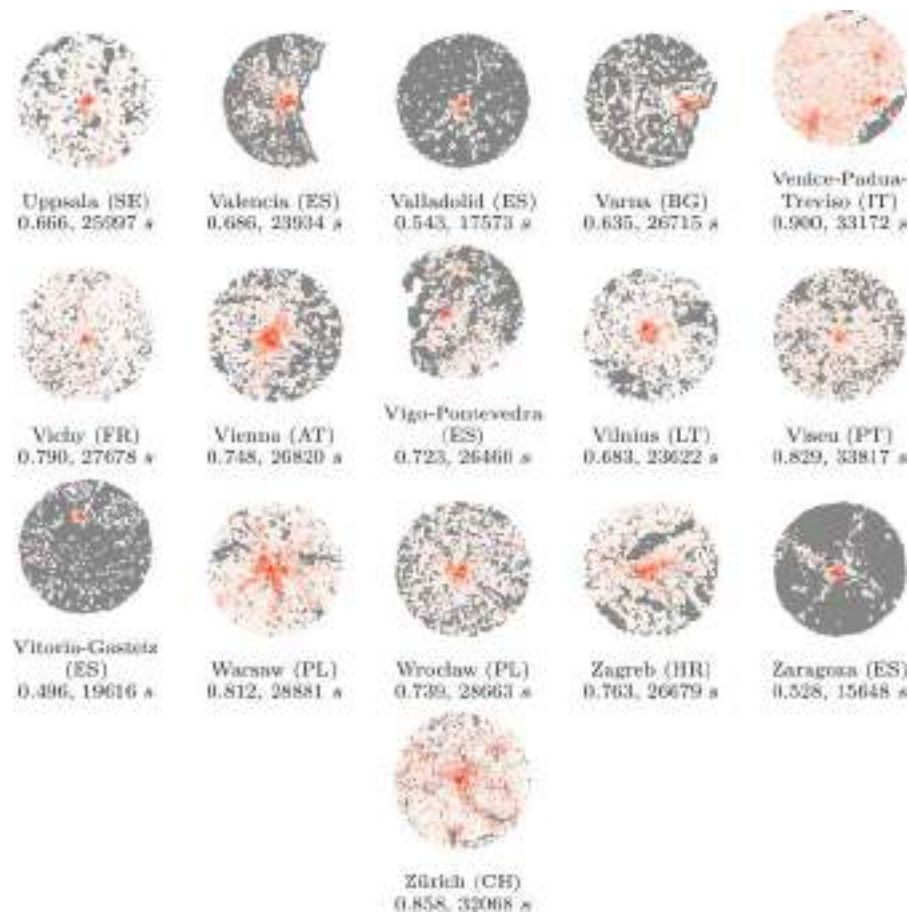 Uppsala (SE)
0.666, 25997 s
Valencia (ES)
0.686, 23934 s
Valladolid (ES)
0.543, 17573 s
Varna (BG)
0.635, 26715 s
Venice-Padua-
Treviso (IT)
0.900, 33172 s
Vichy (FR)
0.790, 27678 s
Vienna (AT)
0.748, 26820 s
Vigo-Pontevedra
(ES)
0.723, 26460 s
Vilnius (LT)
0.683, 23622 s
Viseu (PT)
0.829, 33817 s
Vitoria-Gasteiz
(ES)
0.496, 19616 s
Warsaw (PL)
0.812, 28881 s
Wrocław (PL)
0.739, 28663 s
Zagreb (HR)
0.763, 26679 s
Zaragoza (ES)
0.528, 15648 s
Zürich (CH)
0.858, 32068 s